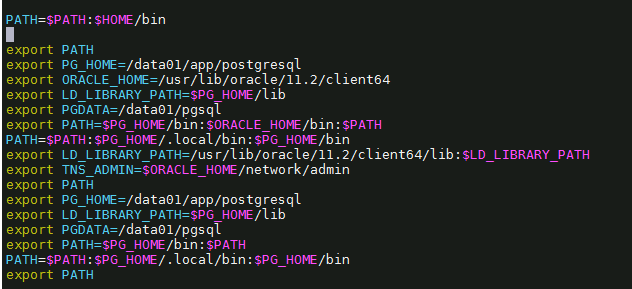 PATH=$PATH:$HOME/bin
export PATH
export PG_HOME=/data01/app/postgresql
export ORACLE_HOME=/usr/lib/oracle/11.2/client64
export LD_LIBRARY_PATH=$PG_HOME/lib
export PGDATA=/data01/pgsql
export PATH=$PG_HOME/bin:$ORACLE_HOME/bin:$PATH
PATH=$PATH:$PG_HOME/.local/bin:$PG_HOME/bin
export LD_LIBRARY_PATH=/usr/lib/oracle/11.2/client64/lib:$LD_LIBRARY_PATH
export TNS_ADMIN=$ORACLE_HOME/network/admin
export PATH
export PG_HOME=/data01/app/postgresql
export LD_LIBRARY_PATH=$PG_HOME/lib
export PGDATA=/data01/pgsql
export PATH=$PG_HOME/bin:$PATH
PATH=$PATH:$PG_HOME/.local/bin:$PG_HOME/bin
export PATH